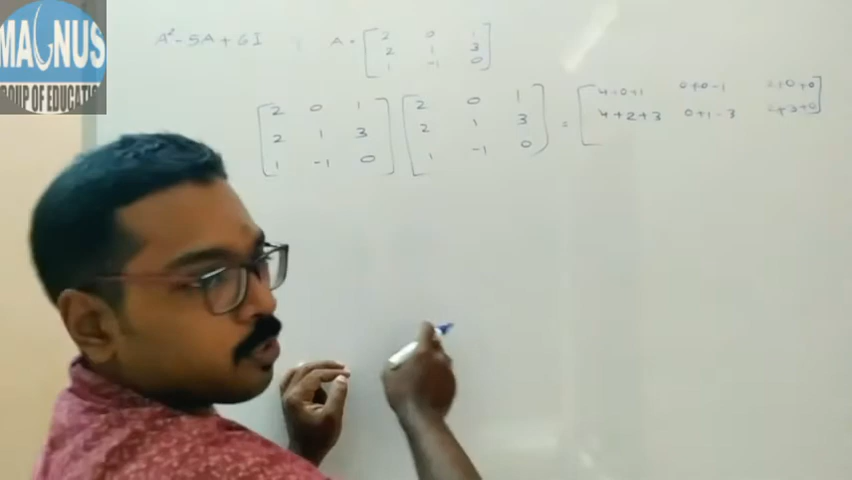 MAGNUS
GROUP OF EDUCATION
A² - 5A + 6I A = [ 2 0 1
2 1 3
1 -1 0 ]
[ 2 0 1 ] [ 2 0 1 ] = [ 4+0+1 0+0-1 2+0+0 ]
2 1 3 2 1 3 4+2+3 0+1-3 2+3+0
1 -1 0 1 -1 0